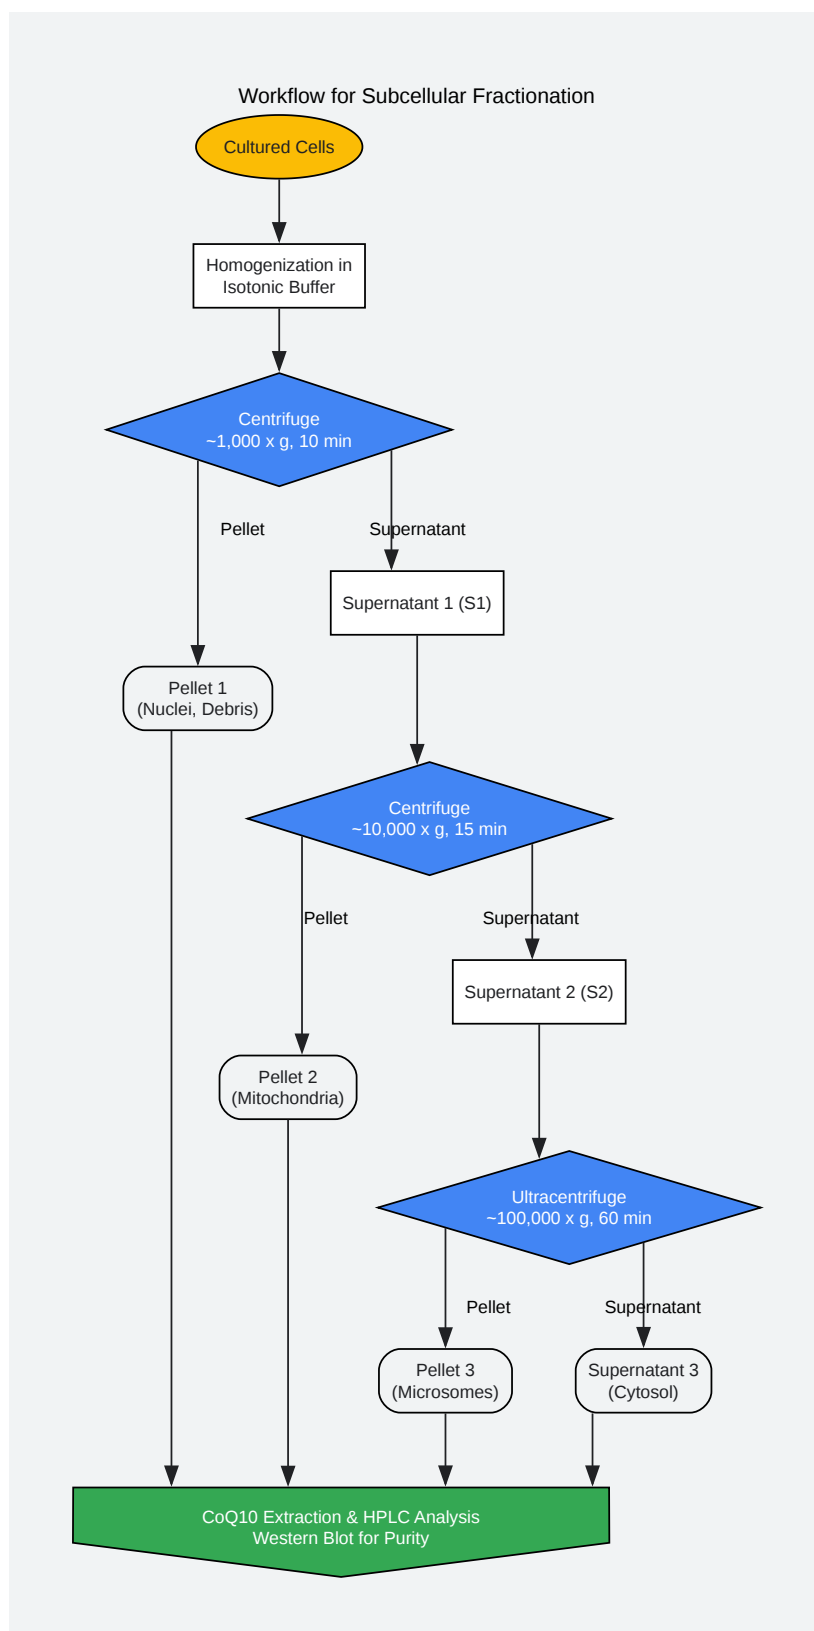 Workflow for Subcellular Fractionation
Cultured Cells
Homogenization in
Isotonic Buffer
Centrifuge
~1,000 x g, 10 min
Pellet
Supernatant
Supernatant 1 (S1)
Pellet 1
(Nuclei, Debris)
Centrifuge
~10,000 x g, 15 min
Pellet
Supernatant
Supernatant 2 (S2)
Pellet 2
(Mitochondria)
Ultracentrifuge
~100,000 x g, 60 min
Pellet
Supernatant
Pellet 3
(Microsomes)
Supernatant 3
(Cytosol)
CoQ10 Extraction & HPLC Analysis
Western Blot for Purity